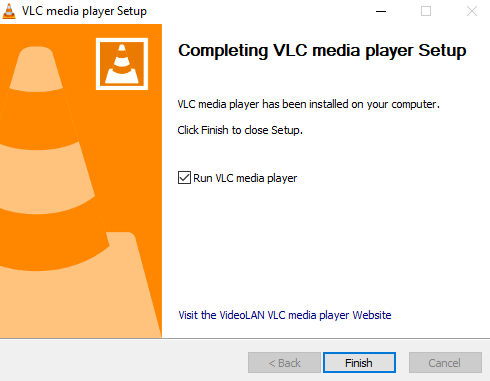 VLC media player Setup
Completing VLC media player Setup
VLC media player has been installed on your computer.
Click Finish to close Setup.
Run VLC media player
Visit the VideoLAN VLC media player Website
< Back
Finish
Cancel